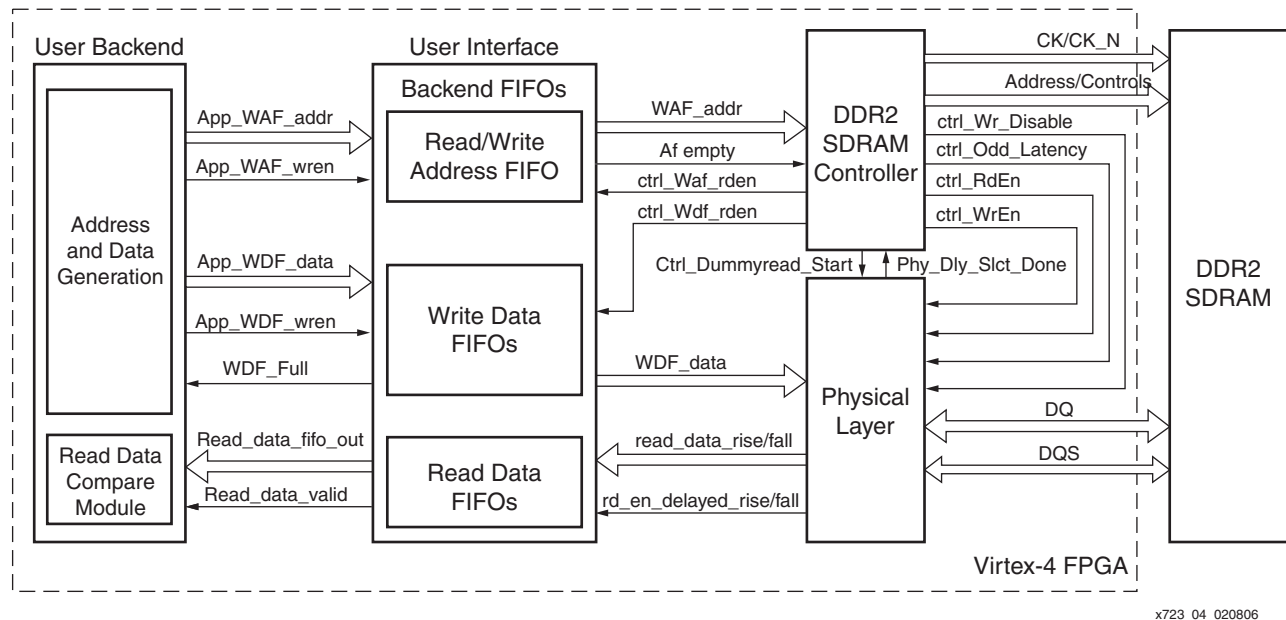 User Backend
Address
and Data
Generation
Read Data
Compare
Module
App_WAF_addr
App_WAF_wren
App_WDF_data
App_WDF_wren
WDF_Full
Read_data_fifo_out
Read_data_valid
User Interface
Backend FIFOs
Read/Write
Address FIFO
Write Data
FIFOs
Read Data
FIFOs
WAF_addr
Af empty
ctrl_Waf_rden
ctrl_Wdf_rden
WDF_data
read_data_rise/fall
rd_en_delayed_rise/fall
DDR2
SDRAM
Controller
Ctrl_Dummyread_Start
Phy_Dly_Slct_Done
Physical
Layer
CK/CK_N
Address/Controls
ctrl_Wr_Disable
ctrl_Odd_Latency
ctrl_RdEn
ctrl_WrEn
DQ
DQS
DDR2
SDRAM
Virtex-4 FPGA
x723_04_020806